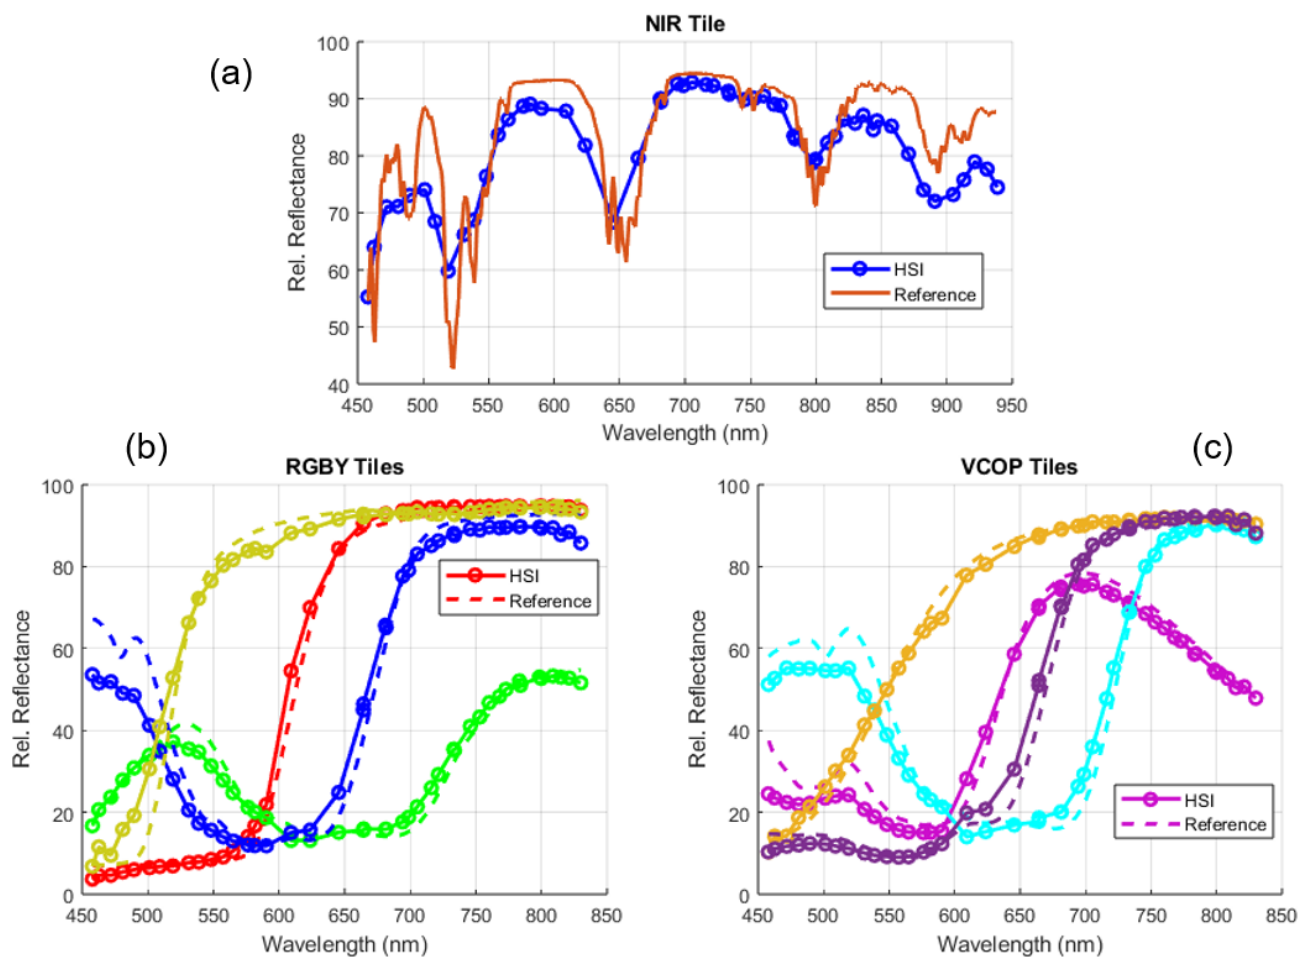 NIR Tile
(a)
100
90
80
70
60
50
40
Rel. Reflectance
HSI
Reference
450 500 550 600 650 700 750 800 850 900 950
Wavelength (nm)
(b)
RGBY Tiles
100
80
60
40
20
0
Rel. Reflectance
HSI
Reference
450 500 550 600 650 700 750 800 850
Wavelength (nm)
(c)
VCOP Tiles
100
80
60
40
20
0
Rel. Reflectance
HSI
Reference
450 500 550 600 650 700 750 800 850
Wavelength (nm)